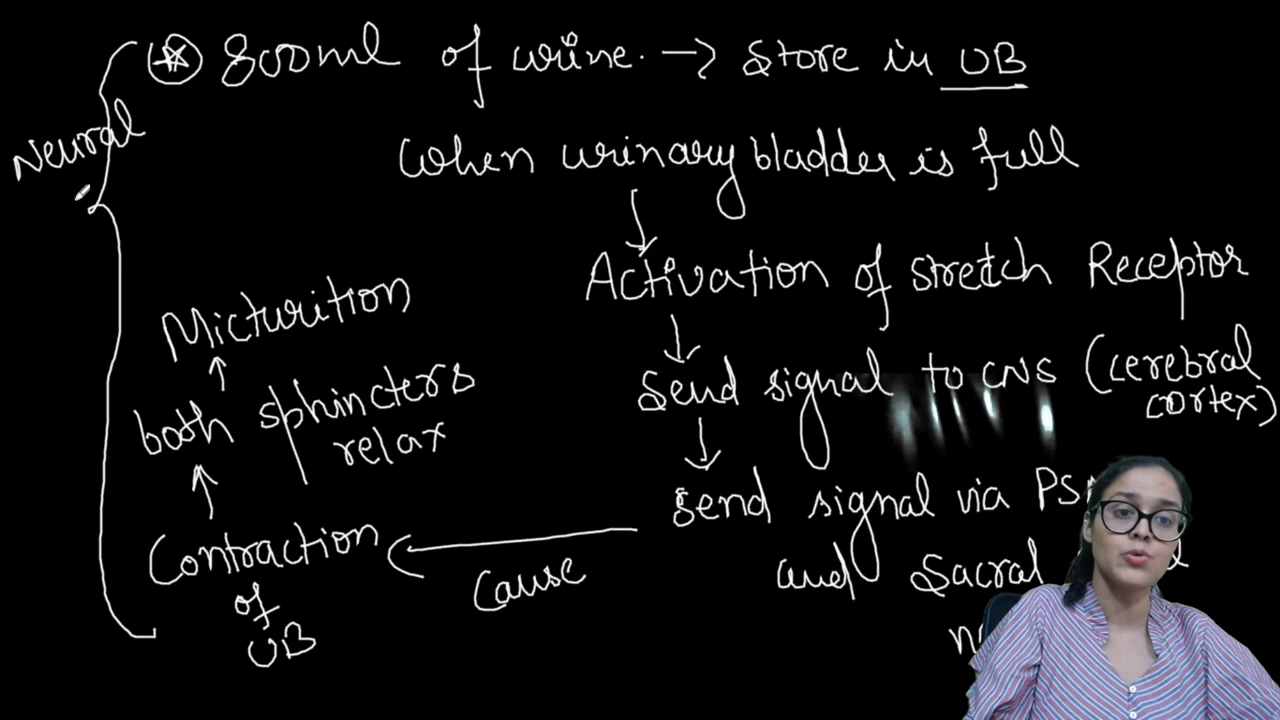 800ml of urine. → Store in UB
When urinary bladder is full
↓
Activation of stretch Receptor
↓
Send signal to CNS (cerebral cortex)
↓
Send signal via
and Sacral
Cause
Contraction
of
UB
↑
both sphincters
relax
↑
Micturition
Neural